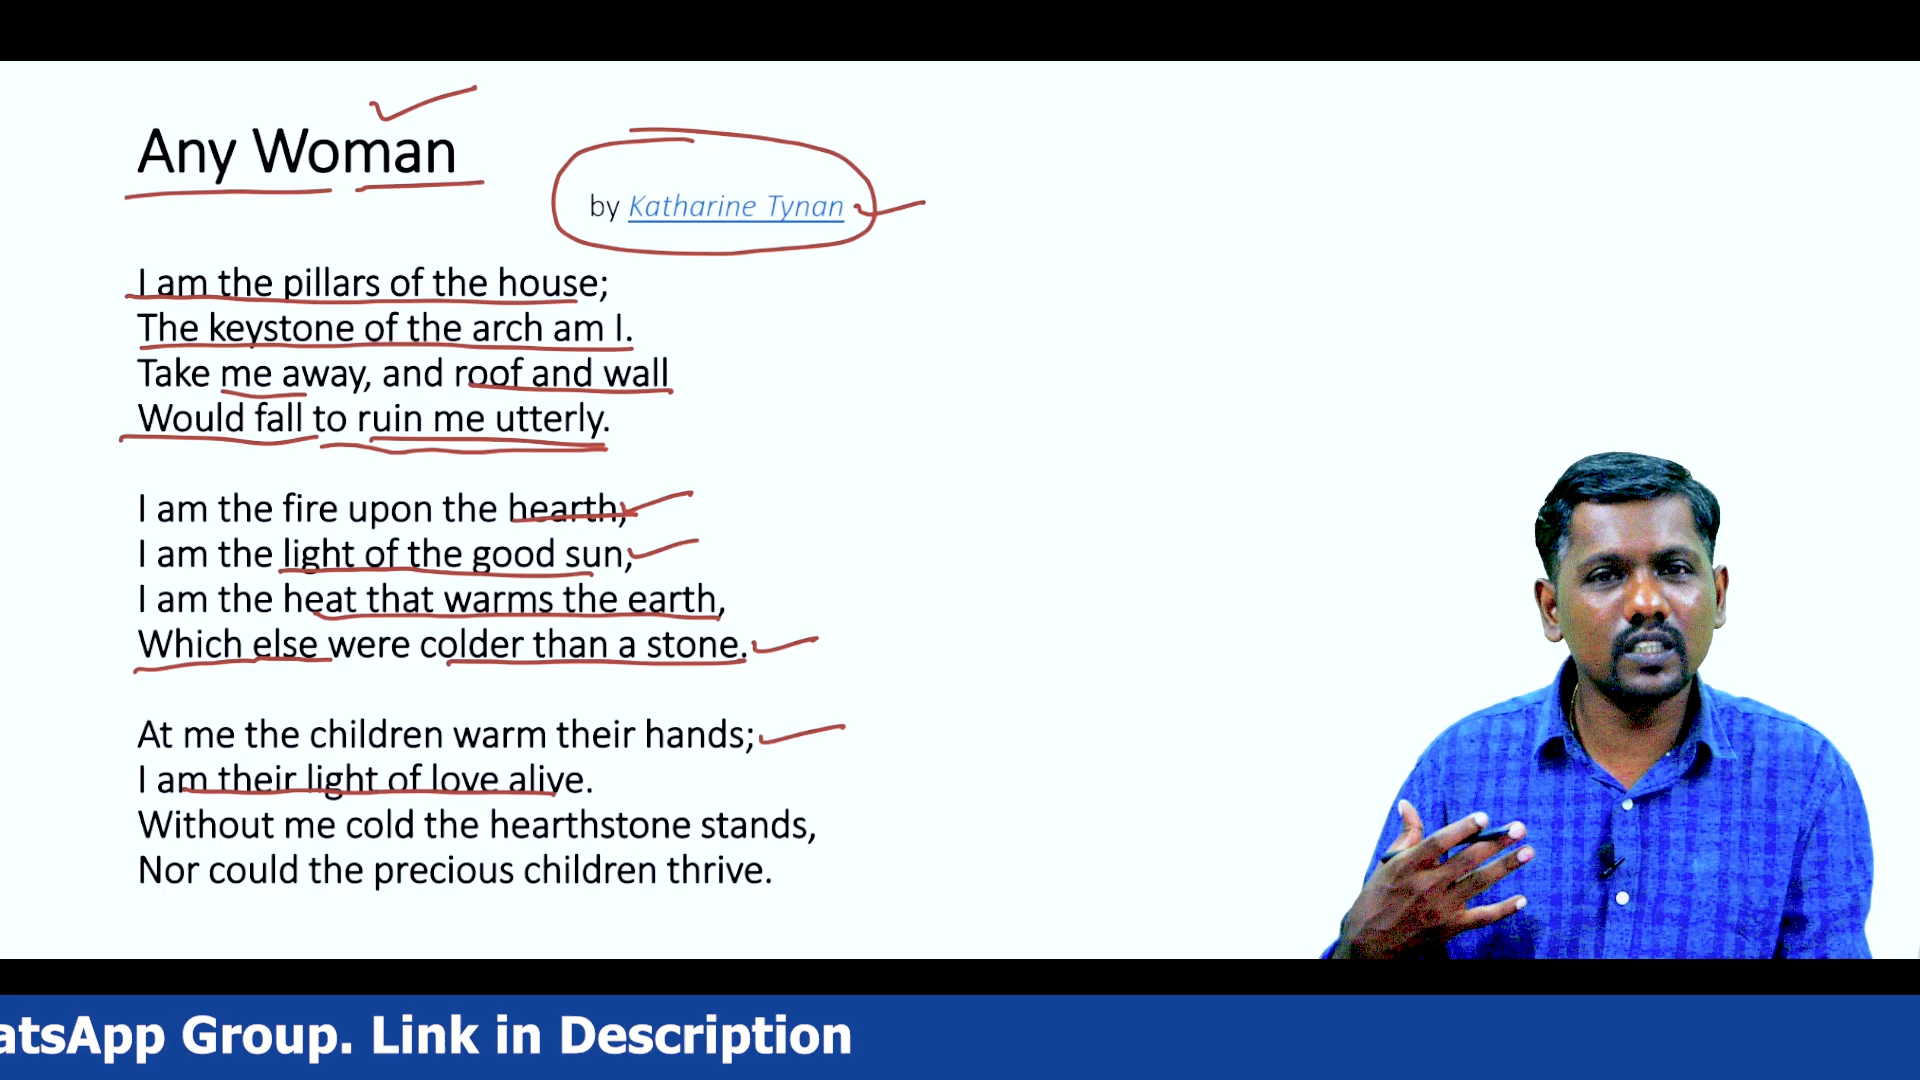 Any Woman
by Katharine Tynan
I am the pillars of the house;
The keystone of the arch am I.
Take me away, and roof and wall
Would fall to ruin me utterly.
I am the fire upon the hearth,
I am the light of the good sun,
I am the heat that warms the earth,
Which else were colder than a stone.
At me the children warm their hands;
I am their light of love alive.
Without me cold the hearthstone stands,
Nor could the precious children thrive.
Group. Link in Description